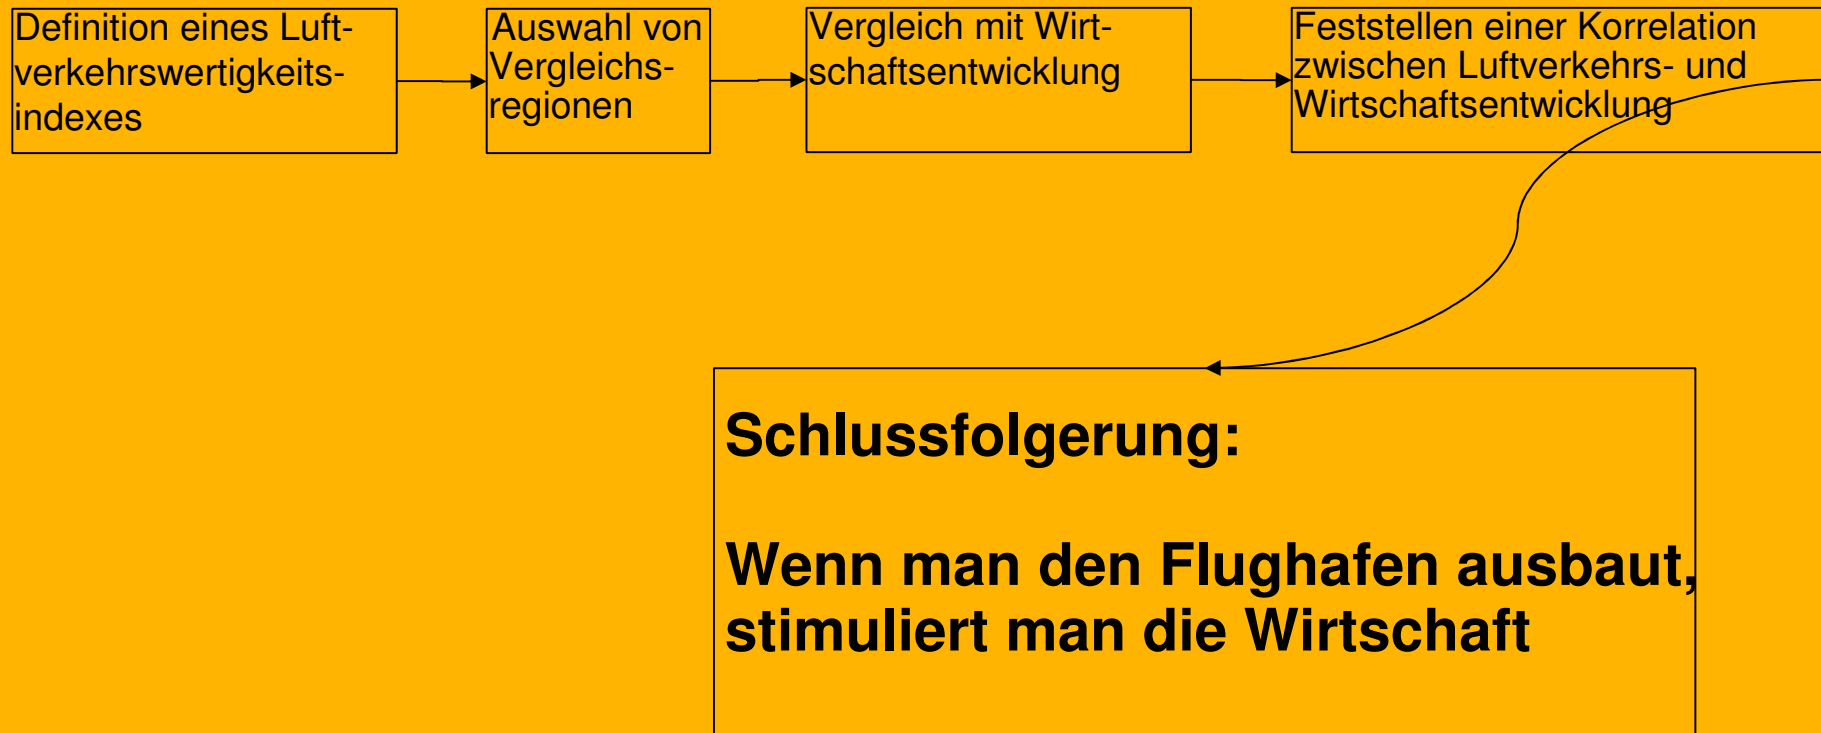 Definition eines Luft-
verkehrswertigkeits-
indexes
Auswahl von
Vergleichs-
regionen
Vergleich mit Wirt-
schaftsentwicklung
Feststellen einer Korrelation
zwischen Luftverkehrs- und
Wirtschaftsentwicklung
Schlussfolgerung:
Wenn man den Flughafen ausbaut,
stimuliert man die Wirtschaft